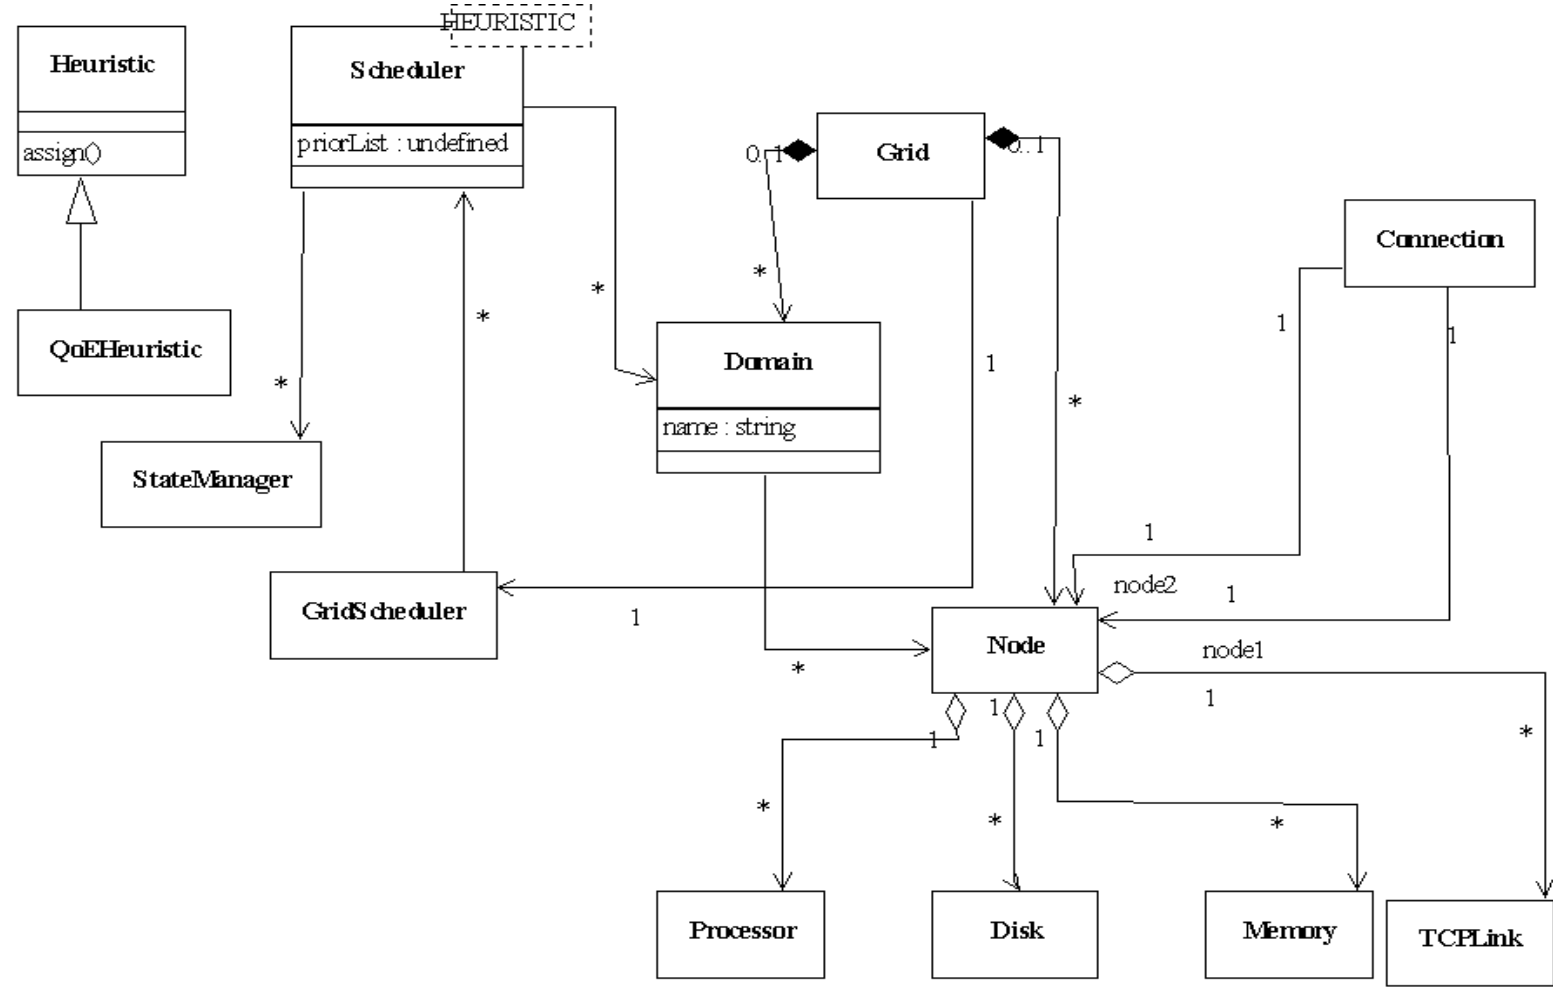 HEURISTIC
Heuristic
assign()
Scheduler
priorList : undefined
Grid
0..1
0..1
Connection
QoEHeuristic
*
*
*
*
*
1
1
1
Domain
name : string
StateManager
GridScheduler
1
*
1
node2
1
Node
node1
1
*
1
1
1
*
*
*
Processor
Disk
Memory
TCPLink